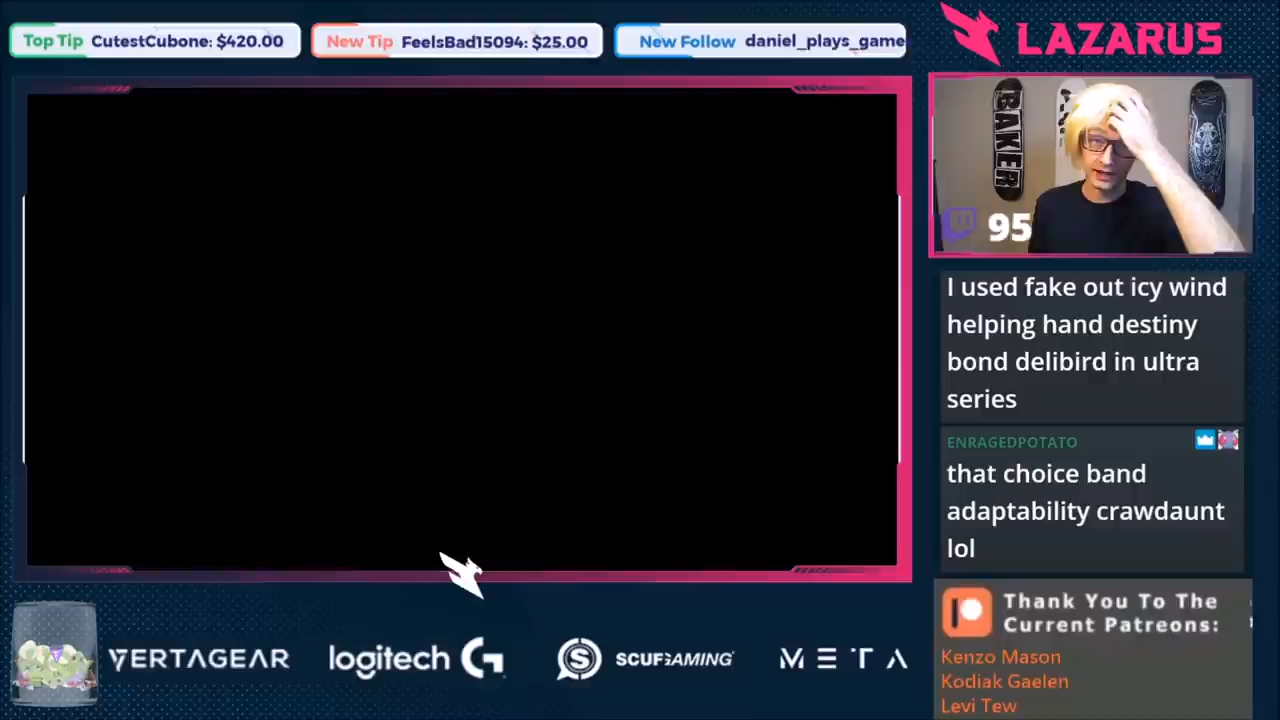 Top Tip CutestCubone: $420.00
New Tip FeelsBad15094: $25.00
New Follow daniel_plays_game
LAZARUS
BAKER
95
I used fake out icy wind
helping hand destiny
bond delibird in ultra
series
ENRAGEDPOTATO
that choice band
adaptability crawdaunt
lol
Thank You To The
Current Patreons:
Kenzo Mason
Kodiak Gaelen
Levi Tew
VERTAGEAR
logitech G
S SCUFGAMING
META